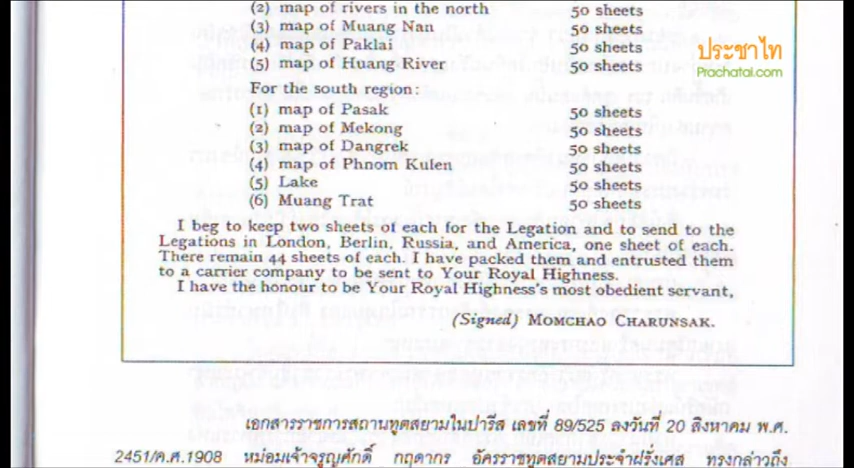 (2) map of rivers in the north 50 sheets
(3) map of Muang Nan 50 sheets
(4) map of Paklai 50 sheets
(5) map of Huang River 50 sheets
ประชาไท
Prachatai.com
For the south region:
(1) map of Pasak 50 sheets
(2) map of Mekong 50 sheets
(3) map of Dangrek 50 sheets
(4) map of Phnom Kulen 50 sheets
(5) Lake 50 sheets
(6) Muang Trat 50 sheets
I beg to keep two sheets of each for the Legation and to send to the
Legations in London, Berlin, Russia, and America, one sheet of each.
There remain 44 sheets of each. I have packed them and entrusted them
to a carrier company to be sent to Your Royal Highness.
I have the honour to be Your Royal Highness's most obedient servant,
(Signed) MOMCHAO CHARUNSAK.
เอกสารราชการสถานทูตสยามในปารีส เลขที่ 89/525 ลงวันที่ 20 สิงหาคม พ.ศ.
2451/ค.ศ.1908 หม่อมเจ้าจรูญศักดิ์ กฤดากร อัครราชทูตสยามประจำฝรั่งเศส ทรงกล่าวถึง